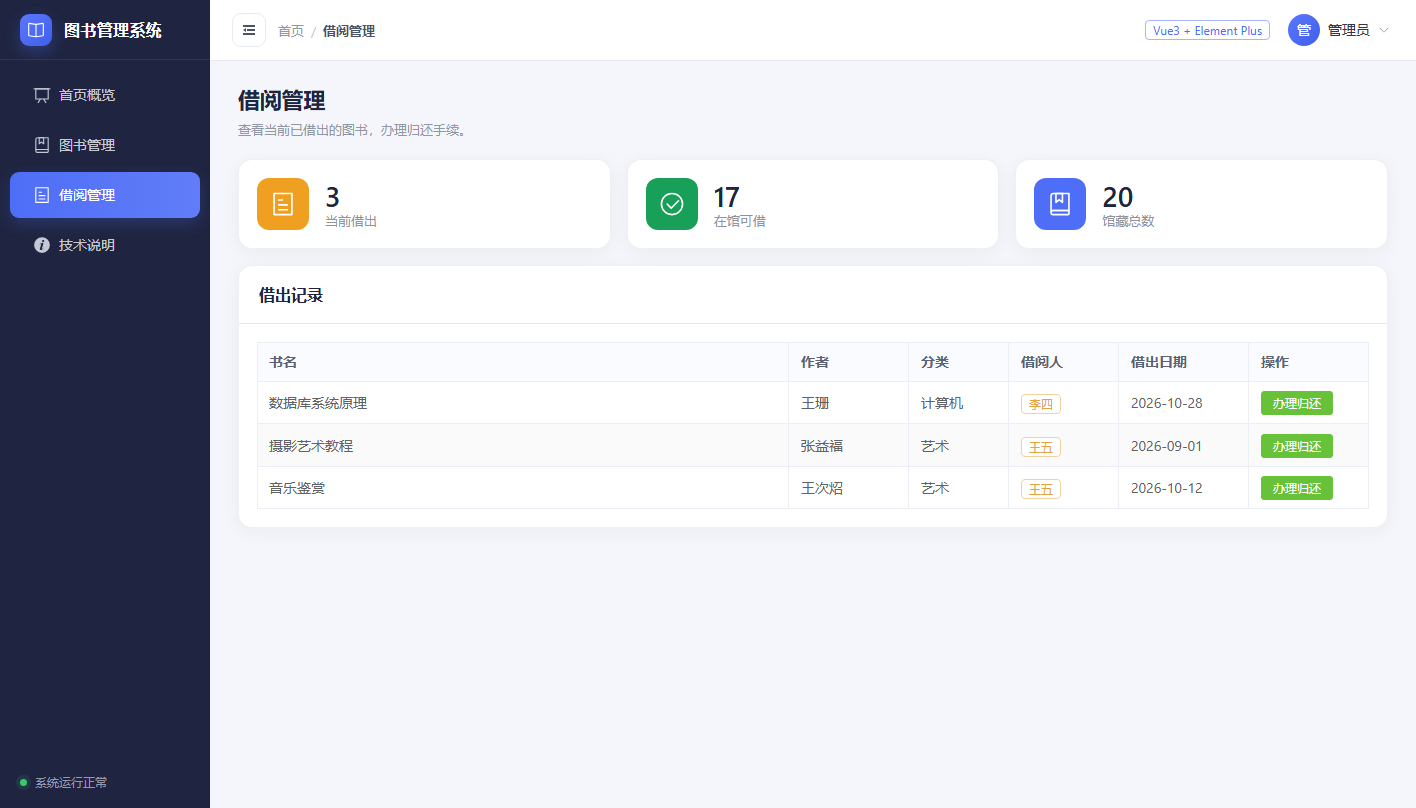 图书管理系统
首页 / 借阅管理
Vue3 + Element Plus
管 管理员
首页概览
图书管理
借阅管理
技术说明
系统运行正常
借阅管理
查看当前已借出的图书，办理归还手续。
3
当前借出
17
在馆可借
20
馆藏总数
借出记录
书名 作者 分类 借阅人 借出日期 操作
数据库系统原理 王珊 计算机 李四 2026-10-28 办理归还
摄影艺术教程 张益福 艺术 王五 2026-09-01 办理归还
音乐鉴赏 王次炤 艺术 王五 2026-10-12 办理归还